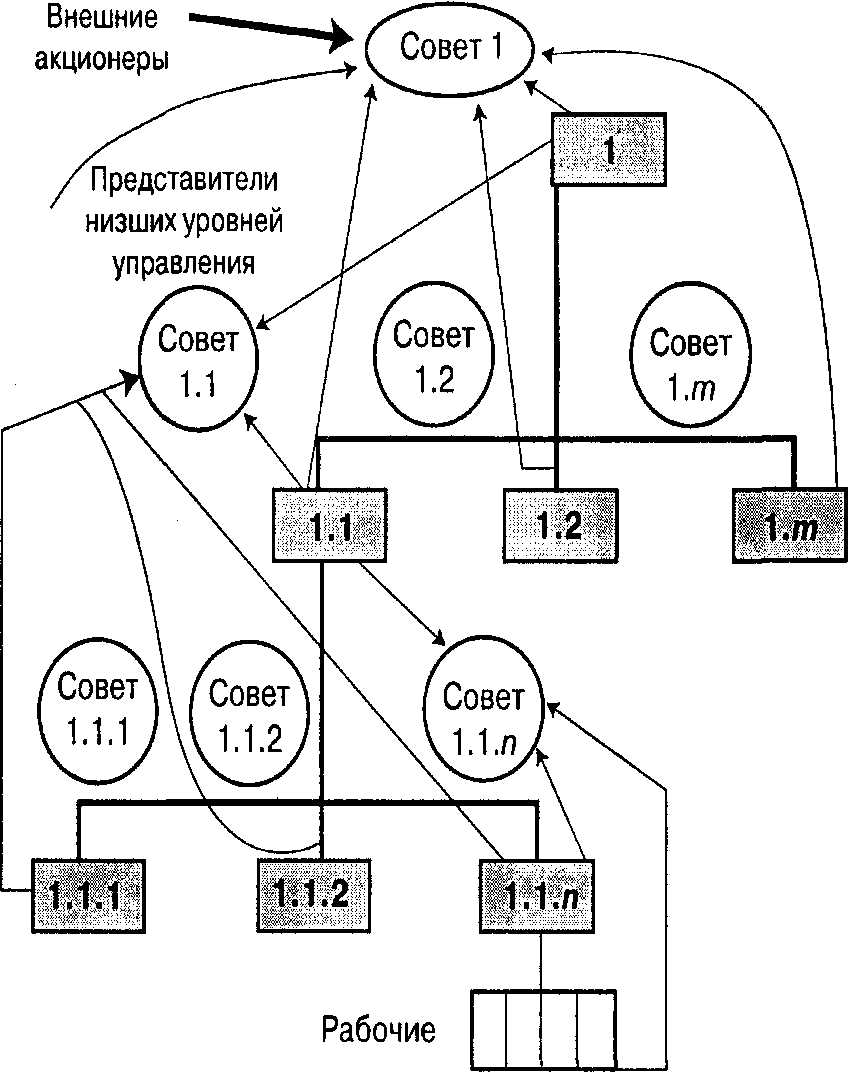 Внешние
акционеры
Совет 1
1
Представители
низших уровней
управления
Совет
1.1
Совет
1.2
Совет
1.m
1.1
1.2
1.m
Совет
1.1.1
Совет
1.1.2
Совет
1.1.n
1.1.1
1.1.2
1.1.n
Рабочие